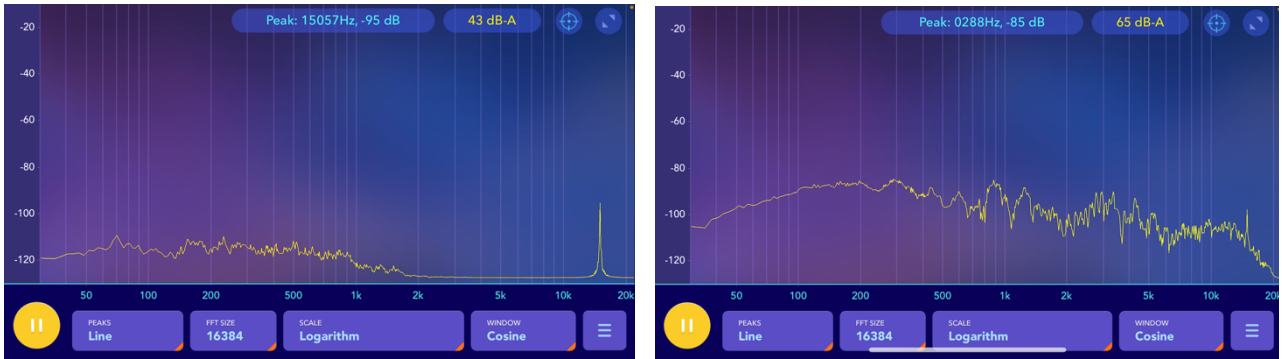 Peak: 15057Hz, -95 dB
43 dB-A
-20
-40
-60
-80
-100
-120
50 100 200 500 1k 2k 5k 10k 20k
PEAKS
Line
FFT SIZE
16384
SCALE
Logarithm
WINDOW
Cosine
Peak: 0288Hz, -85 dB
65 dB-A
-20
-40
-60
-80
-100
-120
50 100 200 500 1k 2k 5k 10k 20k
PEAKS
Line
FFT SIZE
16384
SCALE
Logarithm
WINDOW
Cosine